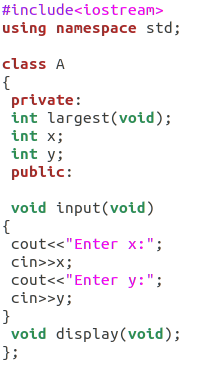 #include<iostream>
using namespace std;
class A
{
private:
int largest(void);
int x;
int y;
public:
void input(void)
{
cout<<"Enter x:";
cin>>x;
cout<<"Enter y:";
cin>>y;
}
void display(void);
};